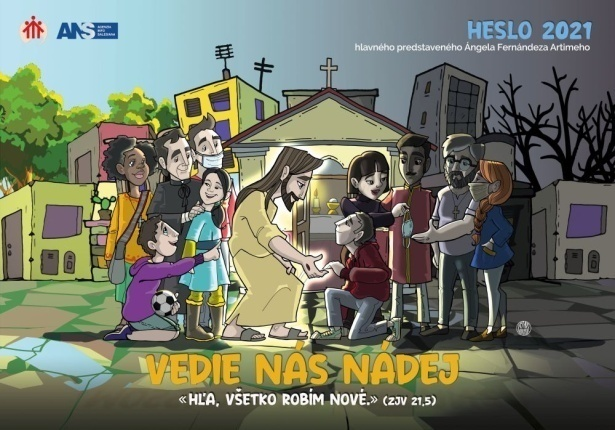 ANS
AGENZIA
INFO
SALESIANA
HESLO 2021
hlavného predstaveného Ángela Fernándeza Artimeho
VEDIE NÁS NÁDEJ
«HĽA, VŠETKO ROBÍM NOVÉ.» (ZJV 21,5)